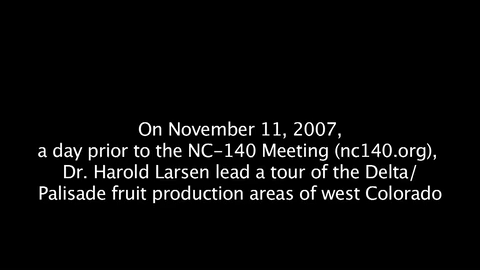 On November 11, 2007,
a day prior to the NC-140 Meeting (nc140.org),
Dr. Harold Larsen lead a tour of the Delta/
Palisade fruit production areas of west Colorado